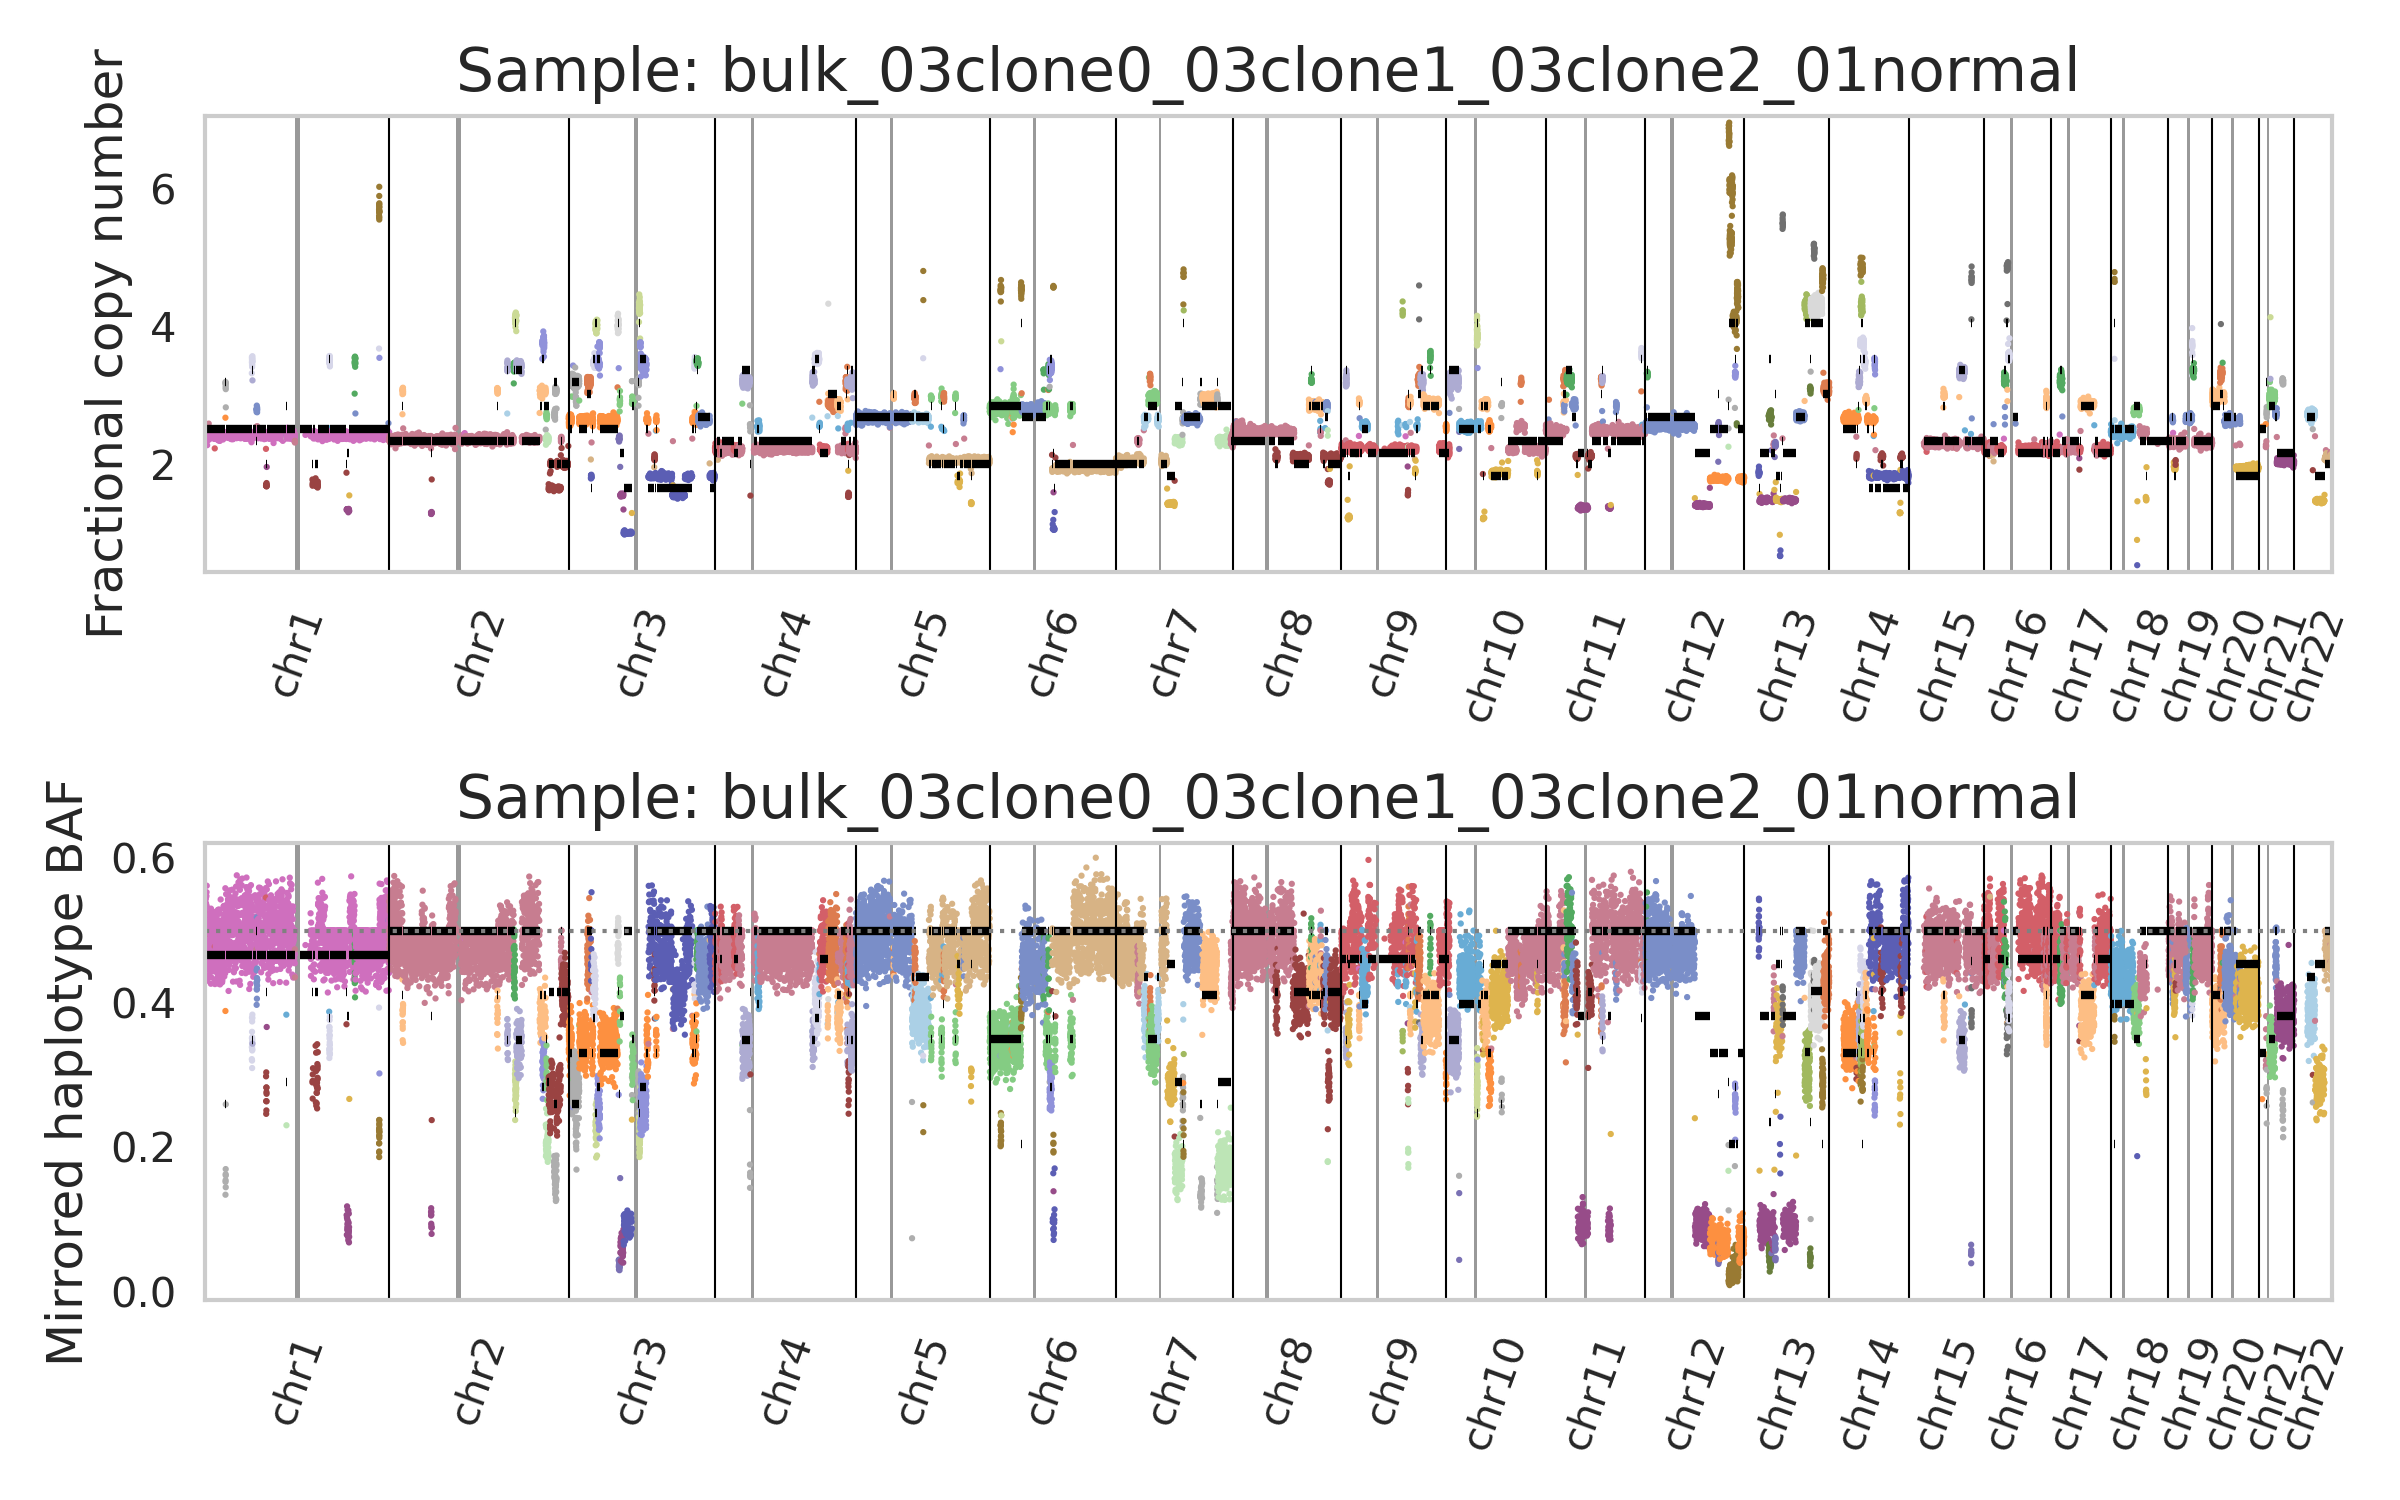 Sample: bulk_03clone0_03clone1_03clone2_01normal
Fractional copy number
6
4
2
chr1 chr2 chr3 chr4 chr5 chr6 chr7 chr8 chr9 chr10 chr11 chr12 chr13 chr14 chr15 chr16 chr17 chr18 chr19 chr20 chr21 chr22
Sample: bulk_03clone0_03clone1_03clone2_01normal
Mirrored haplotype BAF
0.6
0.4
0.2
0.0
chr1 chr2 chr3 chr4 chr5 chr6 chr7 chr8 chr9 chr10 chr11 chr12 chr13 chr14 chr15 chr16 chr17 chr18 chr19 chr20 chr21 chr22